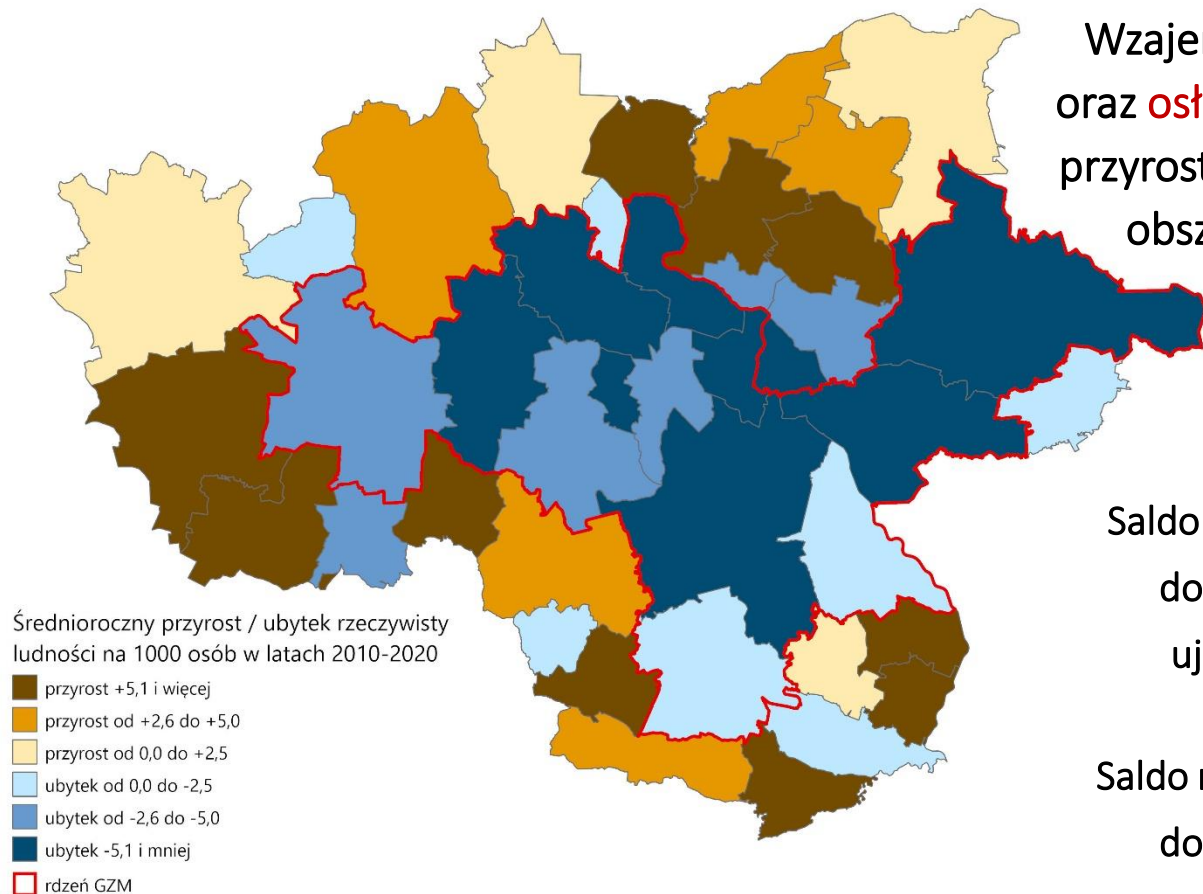 Wzajer
oraz osł
przyrost
obsz
Saldo
do
uj
Saldo r
do
Średnioroczny przyrost / ubytek rzeczywisty
ludności na 1000 osób w latach 2010-2020
przyrost +5,1 i więcej
przyrost od +2,6 do +5,0
przyrost od 0,0 do +2,5
ubytek od 0,0 do -2,5
ubytek od -2,6 do -5,0
ubytek -5,1 i mniej
rdzeń GZM